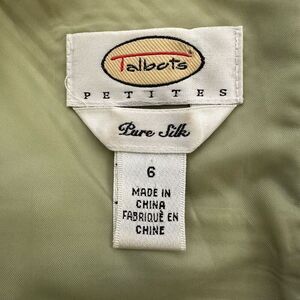 Talbots
PETITES
Pure Silk
6
MADE IN
CHINA
FABRIQUÉ EN
CHINE